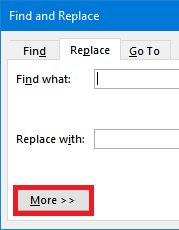 Find and Replace
Find Replace Go To
Find what:
Replace with:
More >>